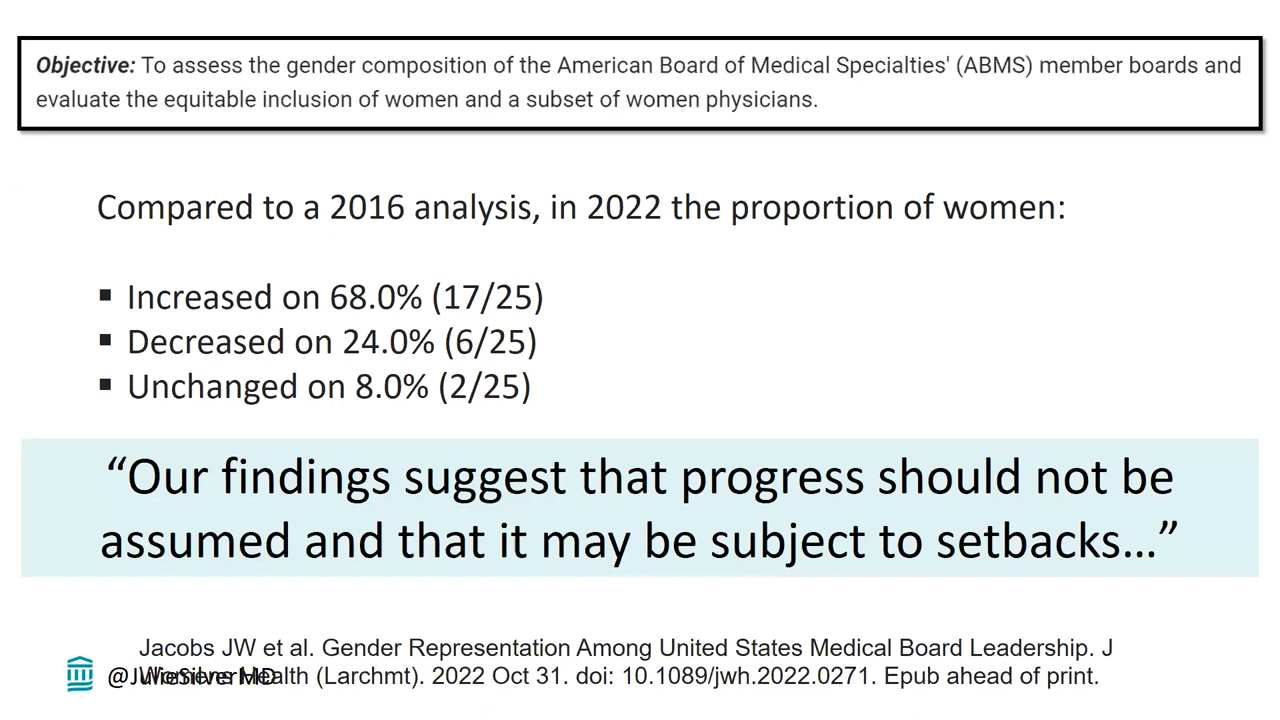 Objective: To assess the gender composition of the American Board of Medical Specialties' (ABMS) member boards and
evaluate the equitable inclusion of women and a subset of women physicians.
Compared to a 2016 analysis, in 2022 the proportion of women:
▪ Increased on 68.0% (17/25)
▪ Decreased on 24.0% (6/25)
▪ Unchanged on 8.0% (2/25)
“Our findings suggest that progress should not be
assumed and that it may be subject to setbacks…”
Jacobs JW et al. Gender Representation Among United States Medical Board Leadership. J
Womens Health (Larchmt). 2022 Oct 31. doi: 10.1089/jwh.2022.0271. Epub ahead of print.
@JulieSilverMD